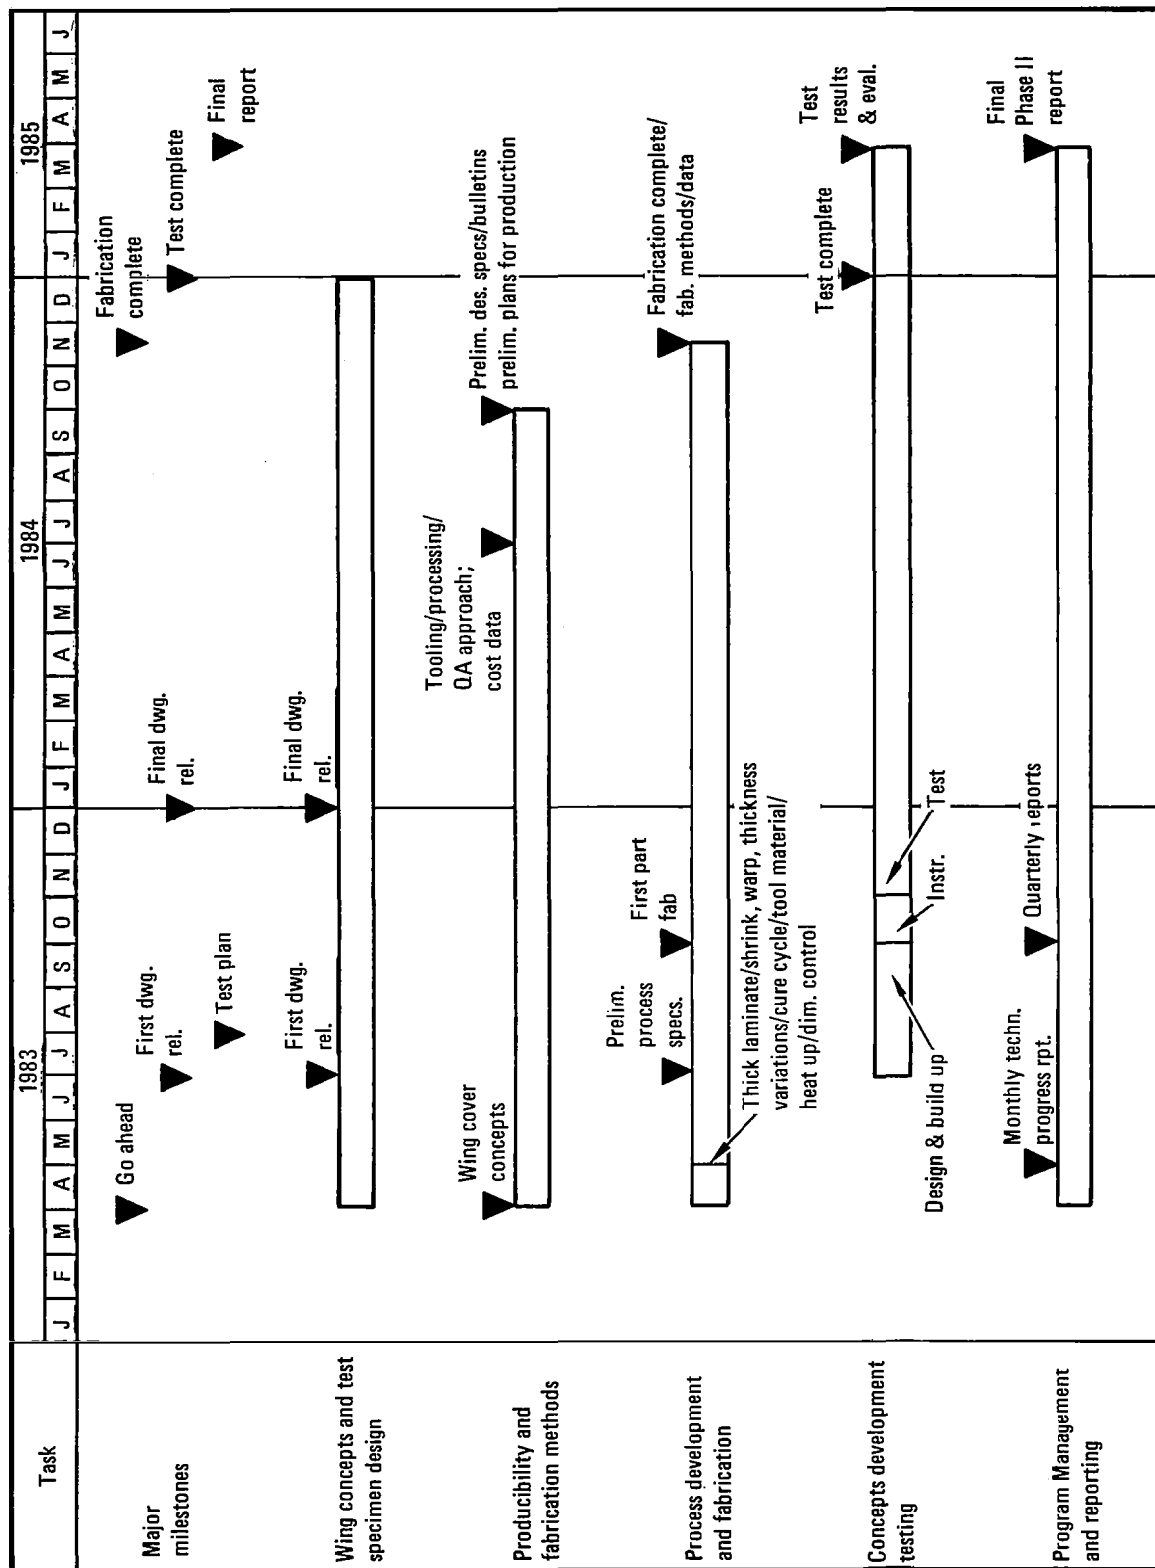 Task
1983
1984
1985
J F M A M J J A S O N D J F M A M J J A S O N D J F M A M J
Major
milestones
Go ahead
First dwg.
rel.
Test plan
Final dwg.
rel.
Fabrication
complete
Test complete
Final
report
Wing concepts and test
specimen design
First dwg.
rel.
Final dwg.
rel.
Producibility and
fabrication methods
Wing cover
concepts
Tooling/processing/
QA approach;
cost data
Prelim. des. specs/bulletins
prelim. plans for production
Process development
and fabrication
Prelim.
process
specs.
First part
fab
Fabrication complete/
fab. methods/data
Thick laminate/shrink, warp, thickness
variations/cure cycle/tool material/
heat up/dim. control
Concepts development
testing
Design & build up
Instr.
Test
Test complete
Test
results
& eval.
Program Management
and reporting
Monthly techn.
progress rpt.
Quarterly reports
Final
Phase II
report